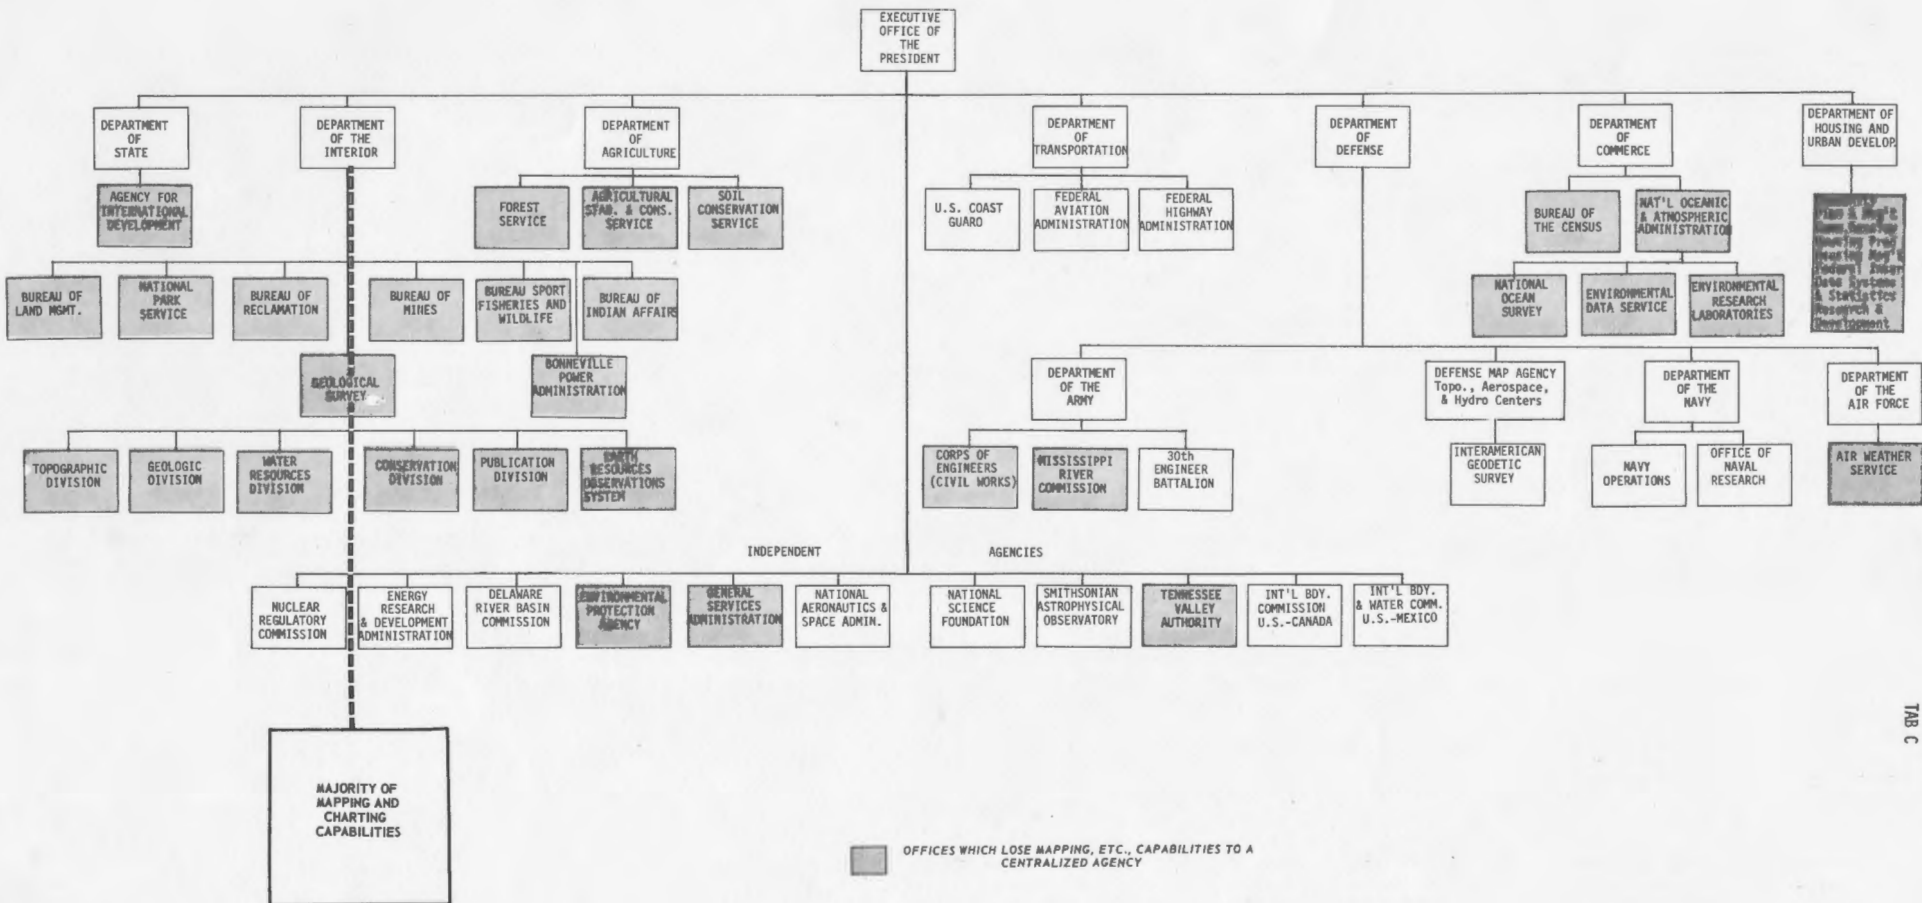 EXECUTIVE
OFFICE OF
THE
PRESIDENT
DEPARTMENT
OF
STATE
DEPARTMENT
OF THE
INTERIOR
DEPARTMENT
OF
AGRICULTURE
DEPARTMENT
OF
TRANSPORTATION
DEPARTMENT
OF
DEFENSE
DEPARTMENT
OF
COMMERCE
DEPARTMENT OF
HOUSING AND
URBAN DEVELOP.
AGENCY FOR
INTERNATIONAL
DEVELOPMENT
FOREST
SERVICE
AGRICULTURAL
STAB. & CONS.
SERVICE
SOIL
CONSERVATION
SERVICE
U.S. COAST
GUARD
FEDERAL
AVIATION
ADMINISTRATION
FEDERAL
HIGHWAY
ADMINISTRATION
BUREAU OF
THE CENSUS
NAT'L OCEANIC
& ATMOSPHERIC
ADMINISTRATION
Housing
Federal
Data Systems
& Statistics
Research &
Development
BUREAU OF
LAND MGMT.
NATIONAL
PARK
SERVICE
BUREAU OF
RECLAMATION
BUREAU OF
MINES
BUREAU SPORT
FISHERIES AND
WILDLIFE
BUREAU OF
INDIAN AFFAIRS
NATIONAL
OCEAN
SURVEY
ENVIRONMENTAL
DATA SERVICE
ENVIRONMENTAL
RESEARCH
LABORATORIES
GEOLOGICAL
SURVEY
BONNEVILLE
POWER
ADMINISTRATION
DEPARTMENT
OF THE
ARMY
DEFENSE MAP AGENCY
Topo., Aerospace,
& Hydro Centers
DEPARTMENT
OF THE
NAVY
DEPARTMENT
OF THE
AIR FORCE
TOPOGRAPHIC
DIVISION
GEOLOGIC
DIVISION
WATER
RESOURCES
DIVISION
CONSERVATION
DIVISION
PUBLICATION
DIVISION
EARTH
RESOURCES
OBSERVATIONS
SYSTEM
CORPS OF
ENGINEERS
(CIVIL WORKS)
MISSISSIPPI
RIVER
COMMISSION
30th
ENGINEER
BATTALION
INTERAMERICAN
GEODETIC
SURVEY
NAVY
OPERATIONS
OFFICE OF
NAVAL
RESEARCH
AIR WEATHER
SERVICE
INDEPENDENT AGENCIES
NUCLEAR
REGULATORY
COMMISSION
ENERGY
RESEARCH
& DEVELOPMENT
ADMINISTRATION
DELAWARE
RIVER BASIN
COMMISSION
ENVIRONMENTAL
PROTECTION
AGENCY
GENERAL
SERVICES
ADMINISTRATION
NATIONAL
AERONAUTICS &
SPACE ADMIN.
NATIONAL
SCIENCE
FOUNDATION
SMITHSONIAN
ASTROPHYSICAL
OBSERVATORY
TENNESSEE
VALLEY
AUTHORITY
INT'L BDY.
COMMISSION
U.S.-CANADA
INT'L BDY.
& WATER COMM.
U.S.-MEXICO
TAB C
MAJORITY OF
MAPPING AND
CHARTING
CAPABILITIES
OFFICES WHICH LOSE MAPPING, ETC., CAPABILITIES TO A
CENTRALIZED AGENCY